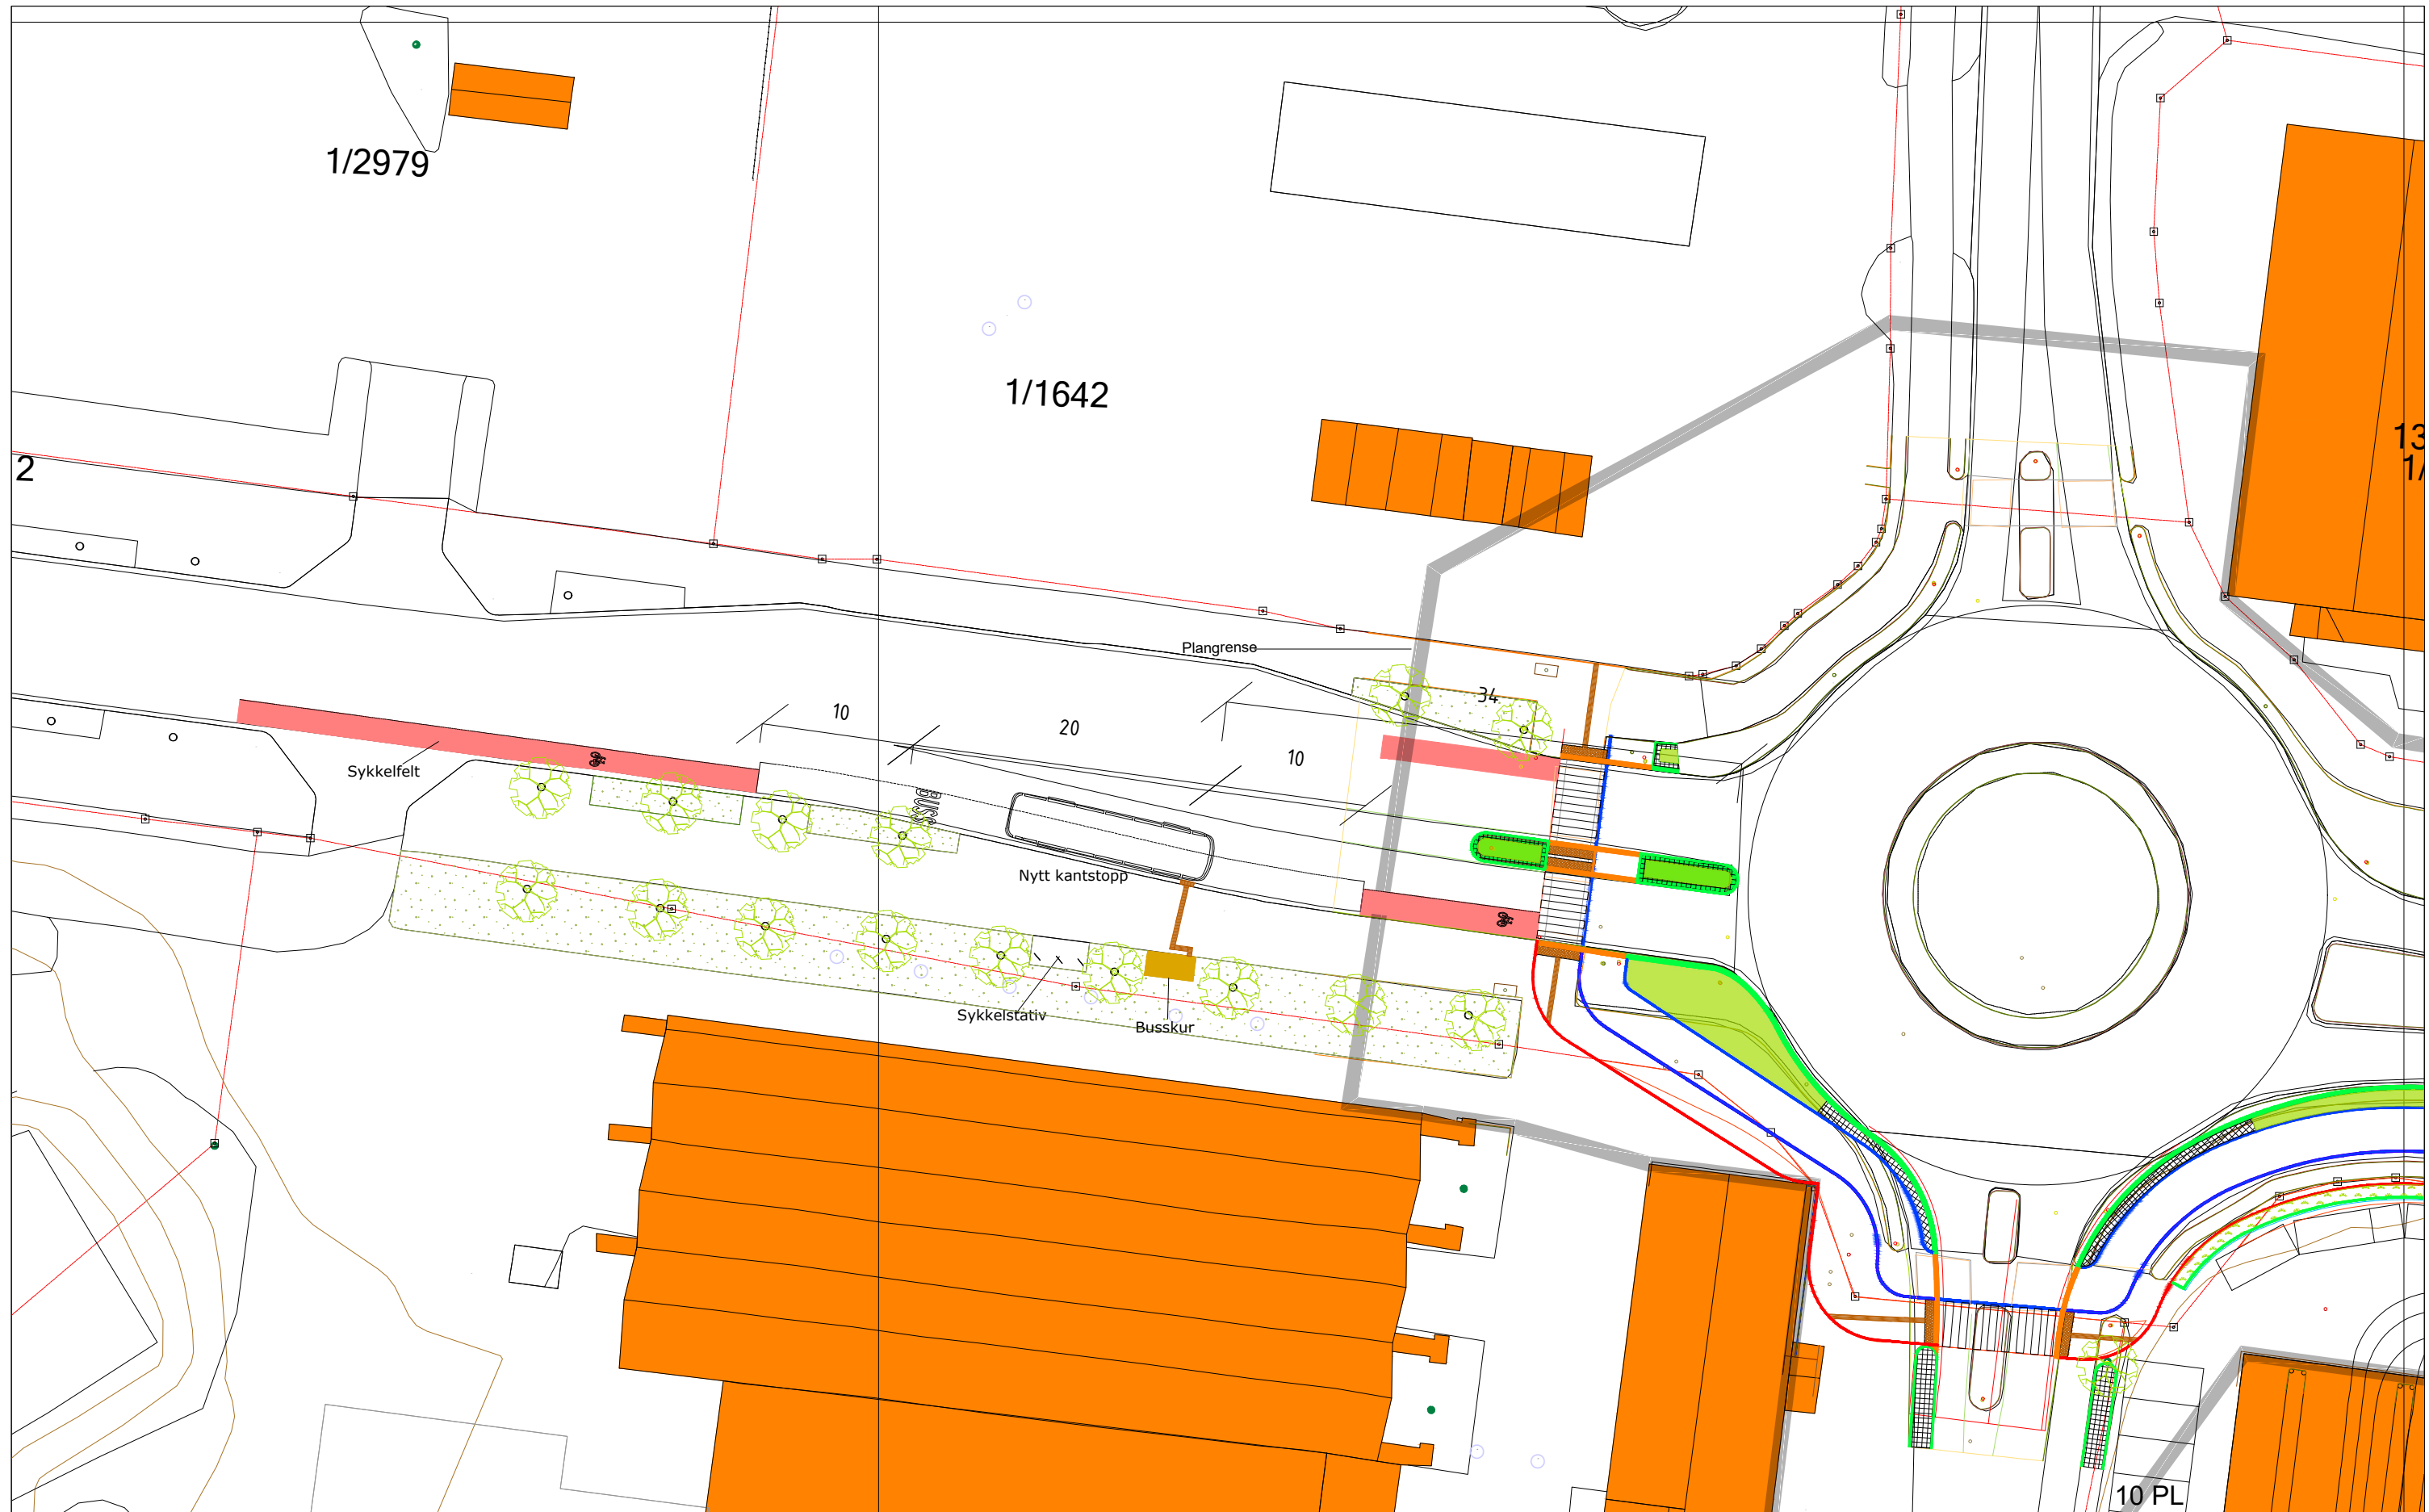 1/2979
1/1642
13
1/
2
Plangrense
34
10
20
10
Sykkelfelt
BUSS
Nytt kantstopp
Sykkelstativ
Busskur
10 PL